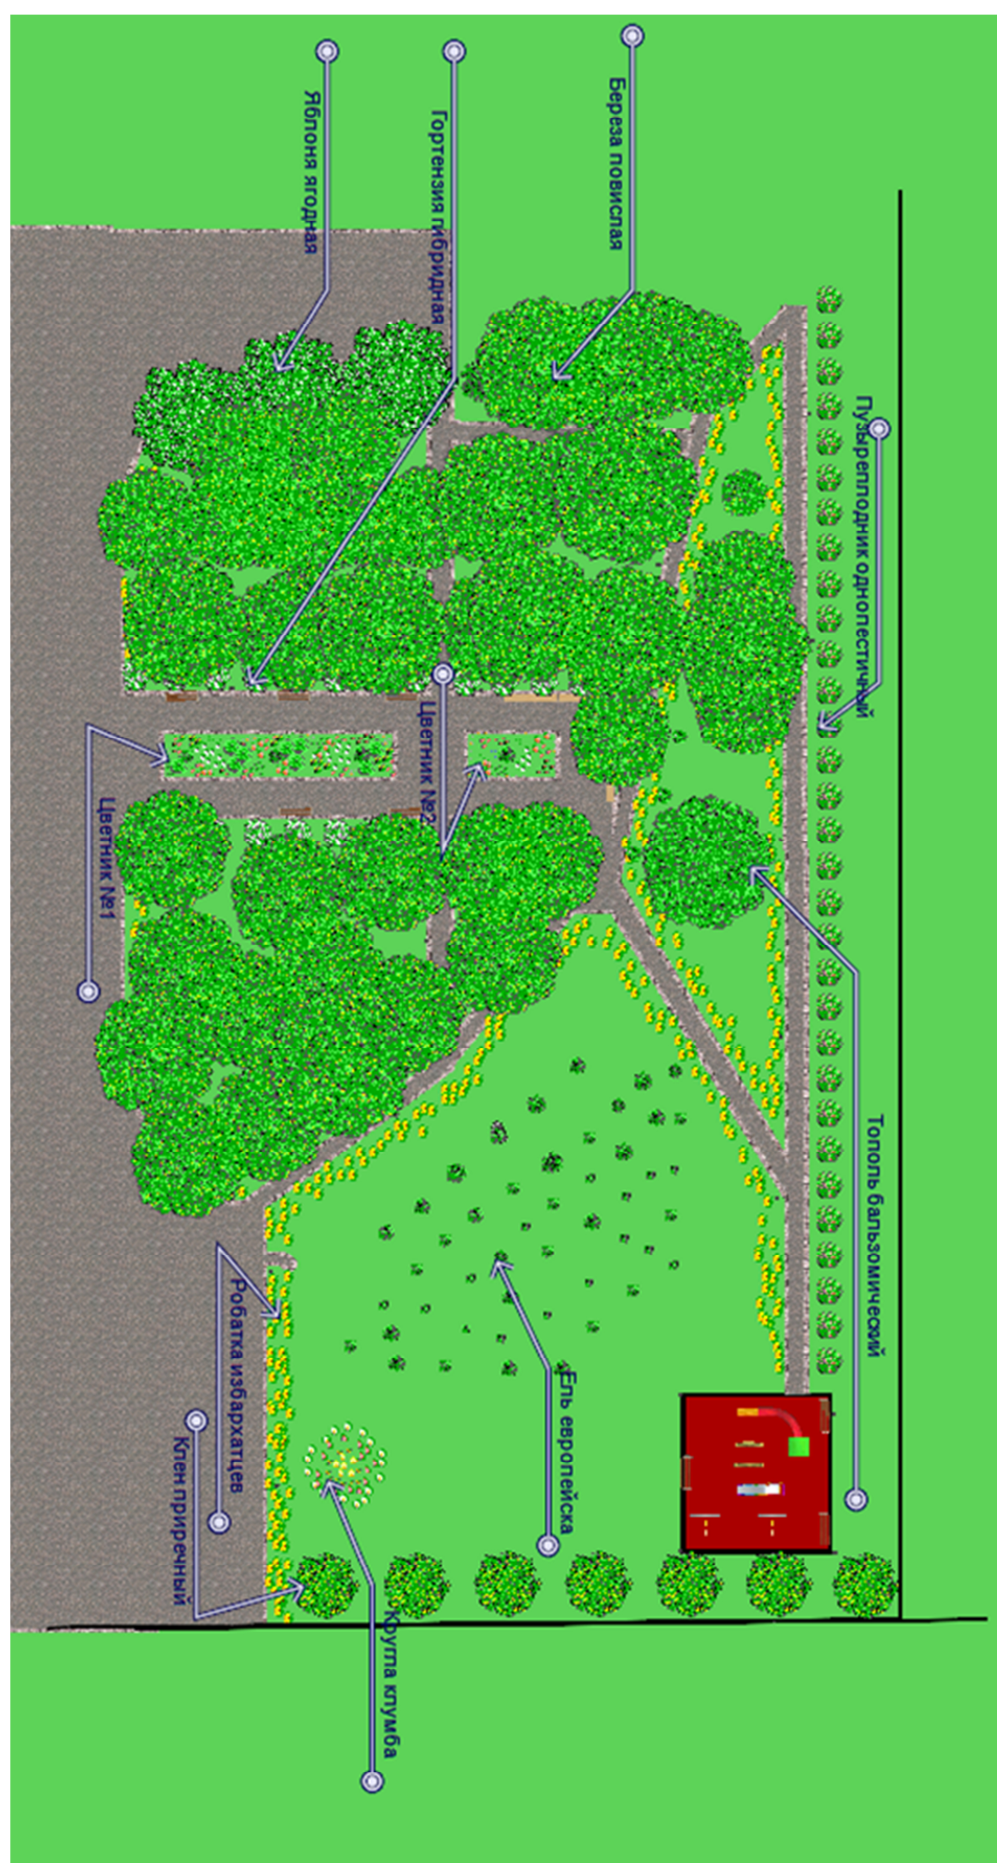 Тополь бальзомический
Пузыреплодник однопестичный
Береза повислая
Ель европейска
Гортензия гибридная
Цветник №2
Кругла клумба
Яблоня ягодная
Робатка избархатцев
Клен приречный
Цветник №1